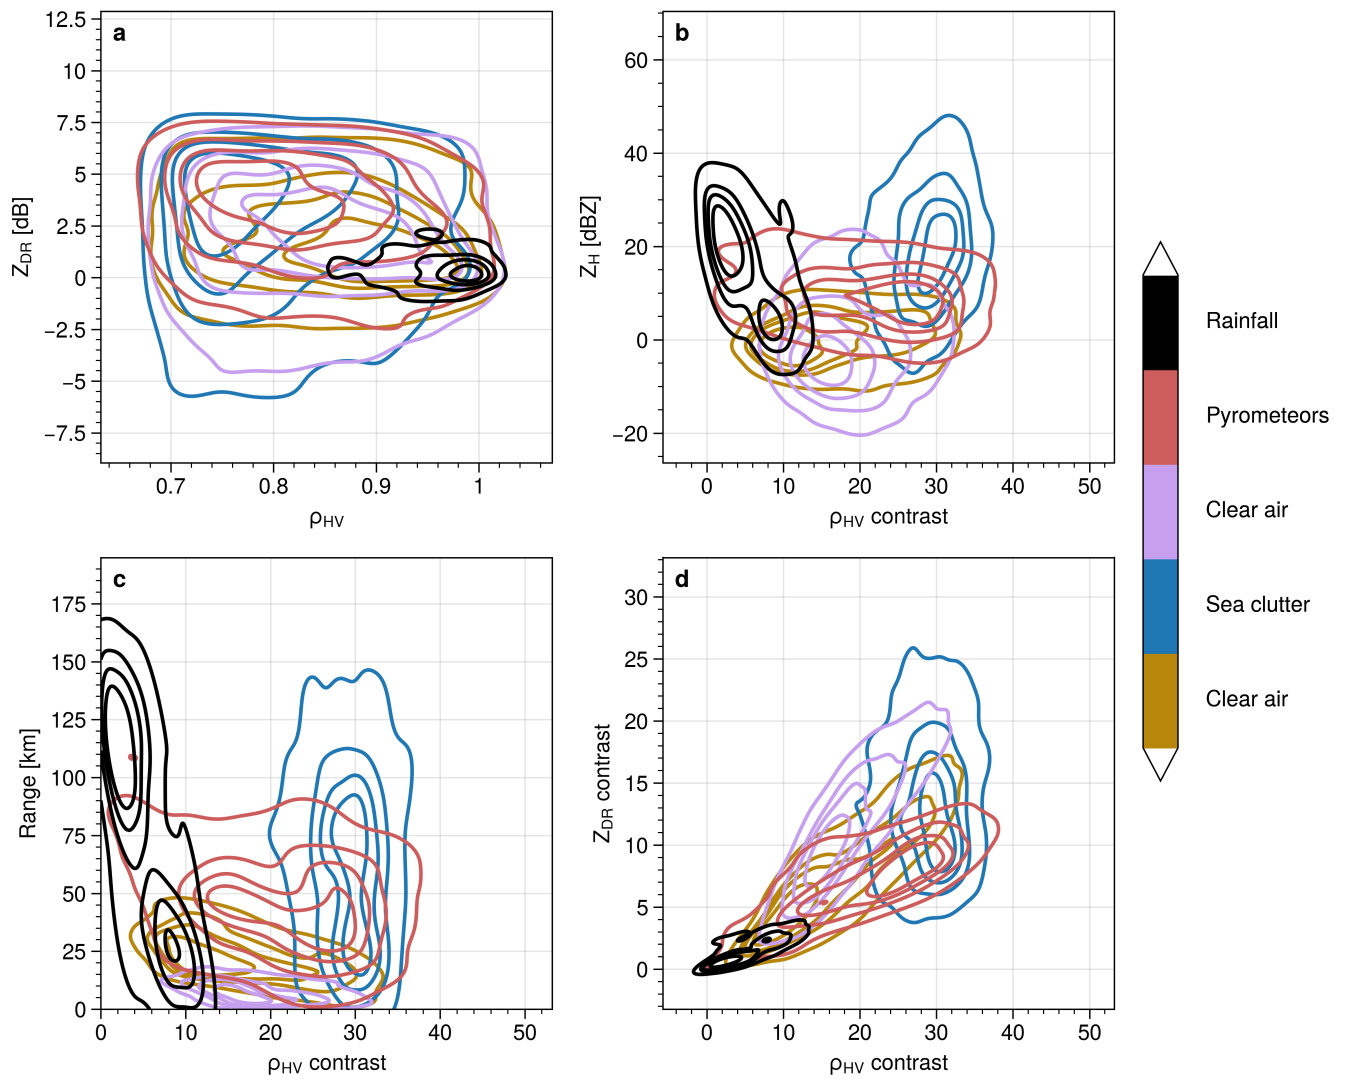 a
12.5
10
7.5
5
2.5
0
−2.5
−5
−7.5
Z_DR [dB]
0.7 0.8 0.9 1
ρ_HV
b
60
40
20
0
−20
Z_H [dBZ]
0 10 20 30 40 50
ρ_HV contrast
c
175
150
125
100
75
50
25
0
Range [km]
0 10 20 30 40 50
ρ_HV contrast
d
30
25
20
15
10
5
0
Z_DR contrast
0 10 20 30 40 50
ρ_HV contrast
Rainfall
Pyrometeors
Clear air
Sea clutter
Clear air